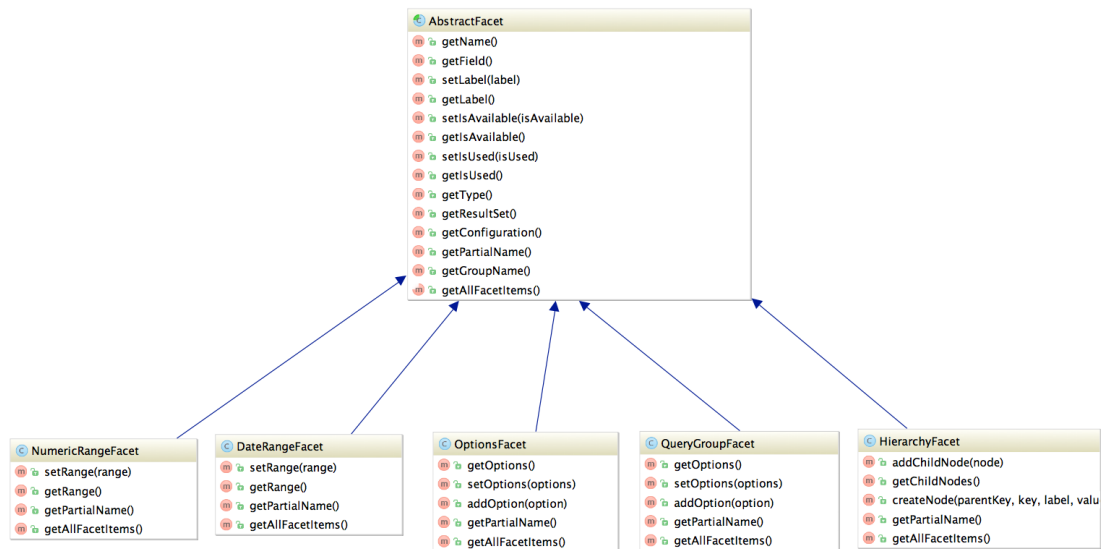 AbstractFacet
getName()
getField()
setLabel(label)
getLabel()
setIsAvailable(isAvailable)
getIsAvailable()
setIsUsed(isUsed)
getIsUsed()
getType()
getResultSet()
getConfiguration()
getPartialName()
getGroupName()
getAllFacetItems()
NumericRangeFacet
setRange(range)
getRange()
getPartialName()
getAllFacetItems()
DateRangeFacet
setRange(range)
getRange()
getPartialName()
getAllFacetItems()
OptionsFacet
getOptions()
setOptions(options)
addOption(option)
getPartialName()
getAllFacetItems()
QueryGroupFacet
getOptions()
setOptions(options)
addOption(option)
getPartialName()
getAllFacetItems()
HierarchyFacet
addChildNode(node)
getChildNodes()
createNode(parentKey, key, label, valu
getPartialName()
getAllFacetItems()